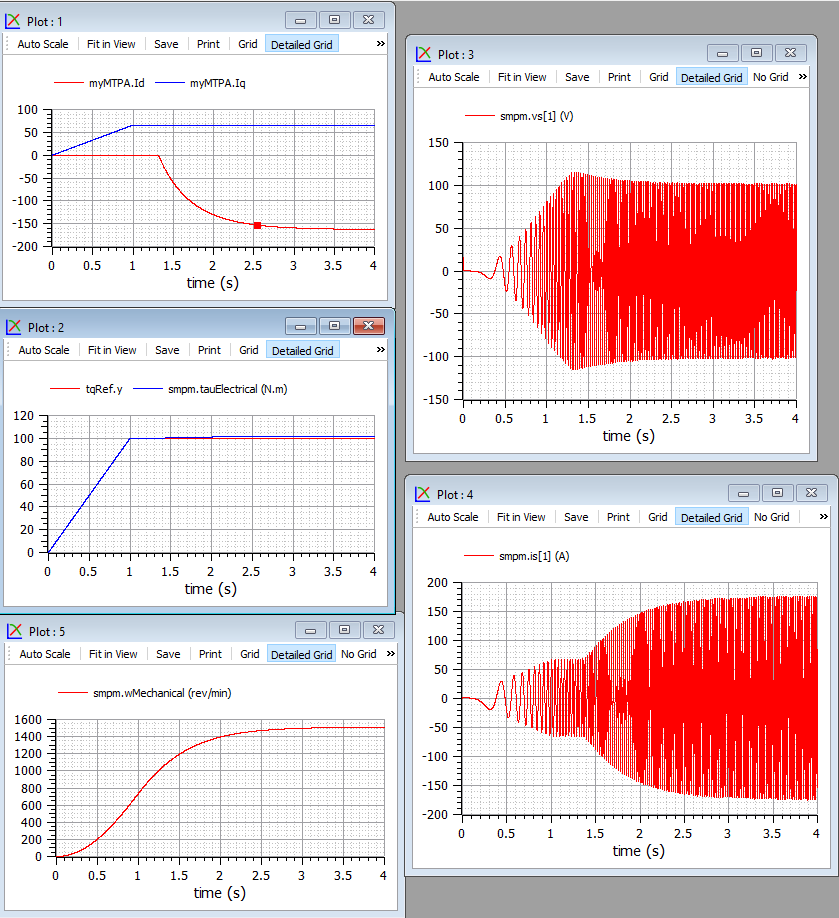 Plot : 1
Auto Scale Fit in View Save Print Grid Detailed Grid »
myMTPA.Id myMTPA.Iq
100
50
0
-50
-100
-150
-200
0 0.5 1 1.5 2 2.5 3 3.5 4
time (s)
Plot : 2
Auto Scale Fit in View Save Print Grid Detailed Grid »
tqRef.y smpm.tauElectrical (N.m)
120
100
80
60
40
20
0
0 0.5 1 1.5 2 2.5 3 3.5 4
time (s)
Plot : 5
Auto Scale Fit in View Save Print Grid Detailed Grid No Grid »
smpm.wMechanical (rev/min)
1600
1400
1200
1000
800
600
400
200
0
0 0.5 1 1.5 2 2.5 3 3.5 4
time (s)
Plot : 3
Auto Scale Fit in View Save Print Grid Detailed Grid No Grid »
smpm.vs[1] (V)
150
100
50
0
-50
-100
-150
0 0.5 1 1.5 2 2.5 3 3.5 4
time (s)
Plot : 4
Auto Scale Fit in View Save Print Grid Detailed Grid No Grid »
smpm.is[1] (A)
200
150
100
50
0
-50
-100
-150
-200
0 0.5 1 1.5 2 2.5 3 3.5 4
time (s)